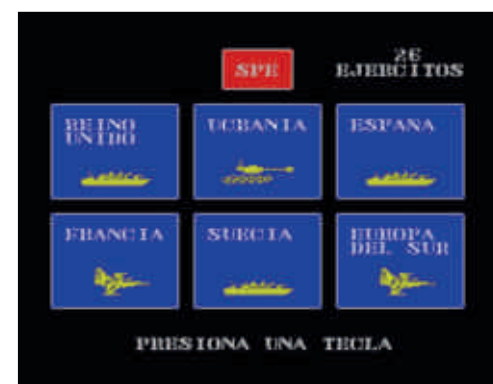 SPE
26
EJERCITOS
REINO
UNIDO
UCRANIA
ESPANA
FRANCIA
SUECIA
EUROPA
DEL SUR
PRESIONA UNA TECLA